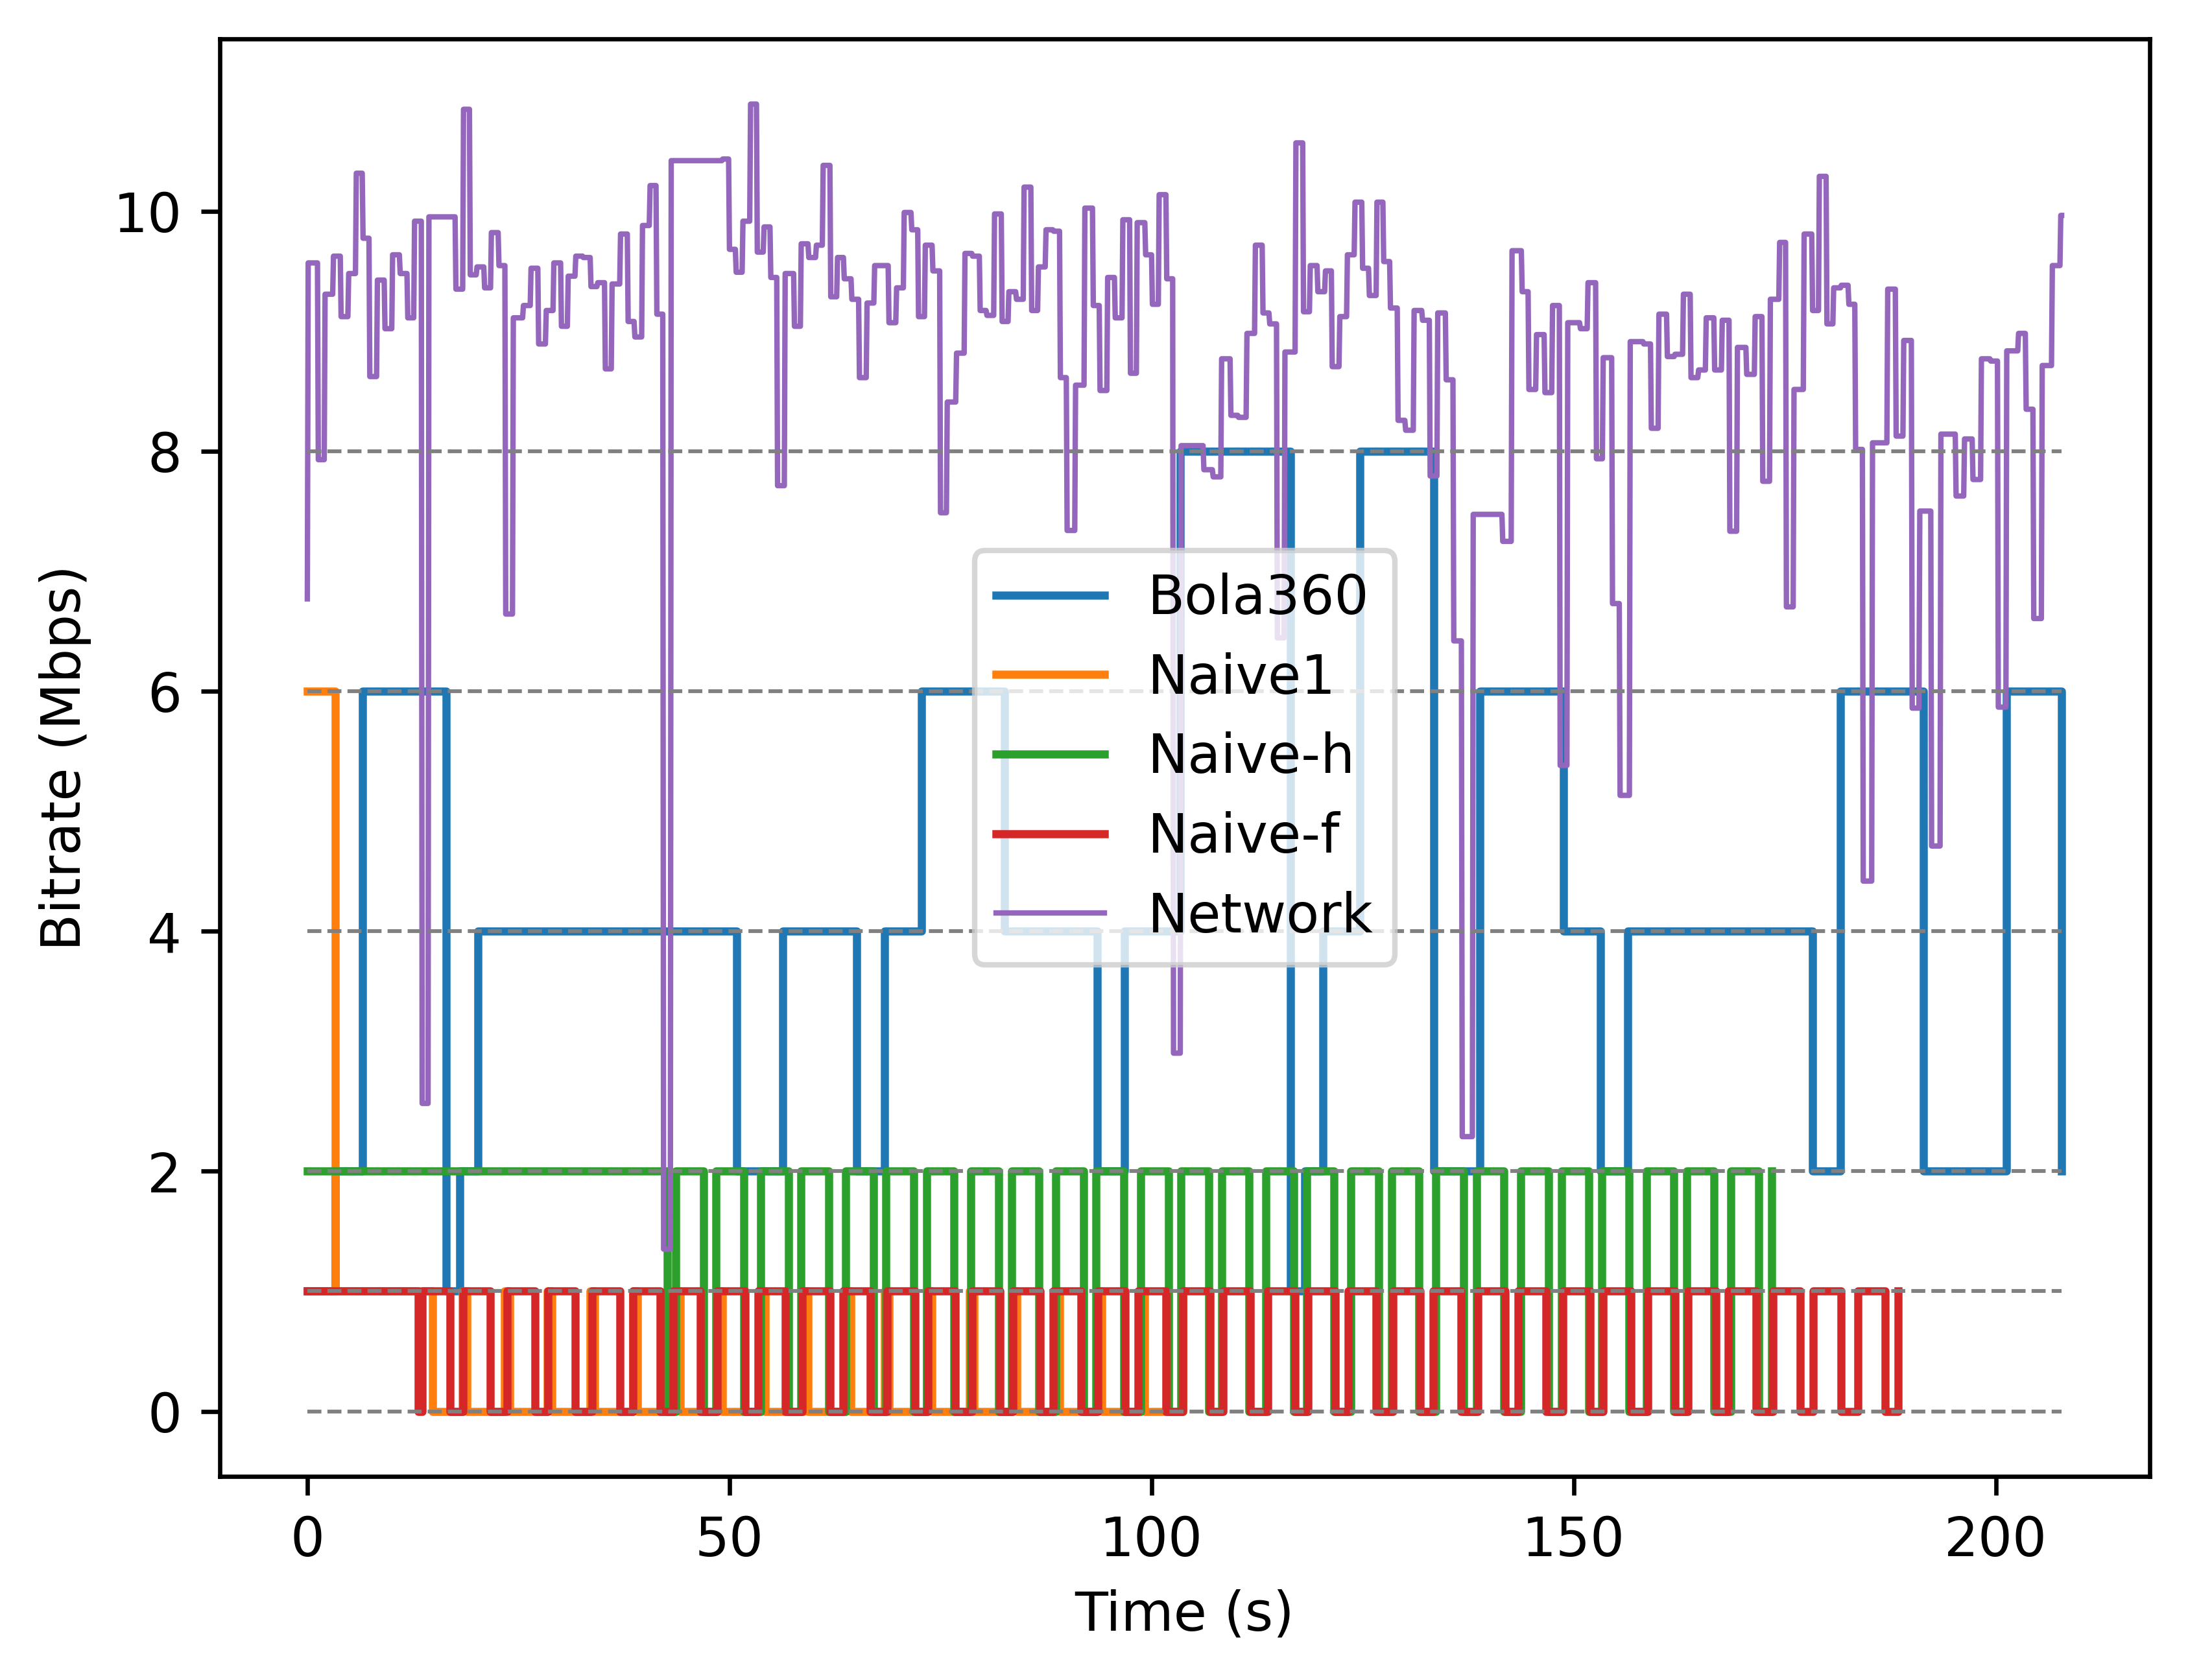 Bitrate (Mbps)
10
8
6
4
2
0
Bola360
Naive1
Naive-h
Naive-f
Network
0 50 100 150 200
Time (s)